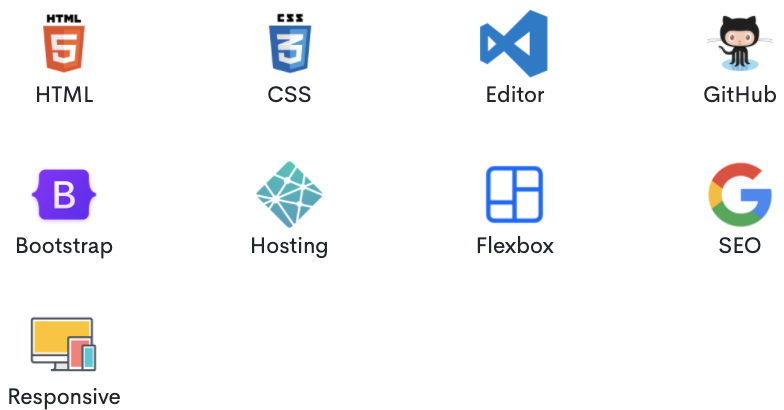 HTML
5
CSS
3
HTML
CSS
Editor
GitHub
B
G
Bootstrap
Hosting
Flexbox
SEO
Responsive